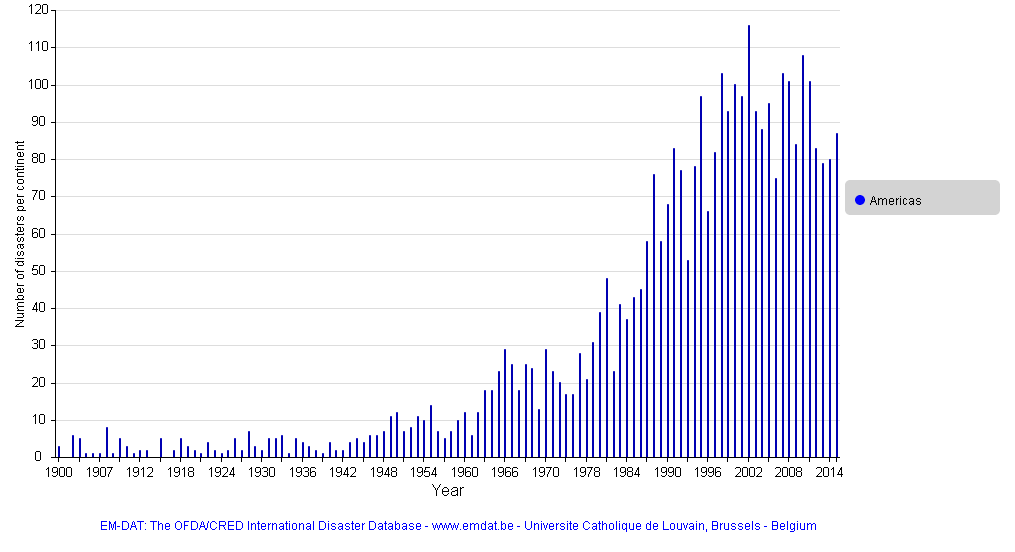 120
110
100
90
80
70
60
50
40
30
20
10
0
Number of disasters per continent
1900 1907 1912 1918 1924 1930 1936 1942 1948 1954 1960 1966 1970 1978 1984 1990 1996 2002 2008 2014
Year
Americas
EM-DAT: The OFDA/CRED International Disaster Database - www.emdat.be - Universite Catholique de Louvain, Brussels - Belgium